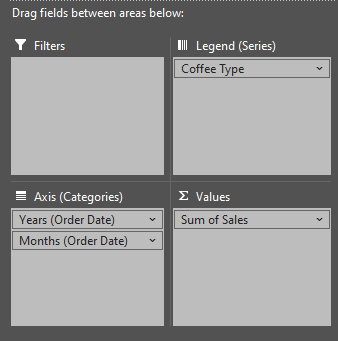 Drag fields between areas below:
Filters
Legend (Series)
Coffee Type
Axis (Categories)
Values
Years (Order Date)
Sum of Sales
Months (Order Date)